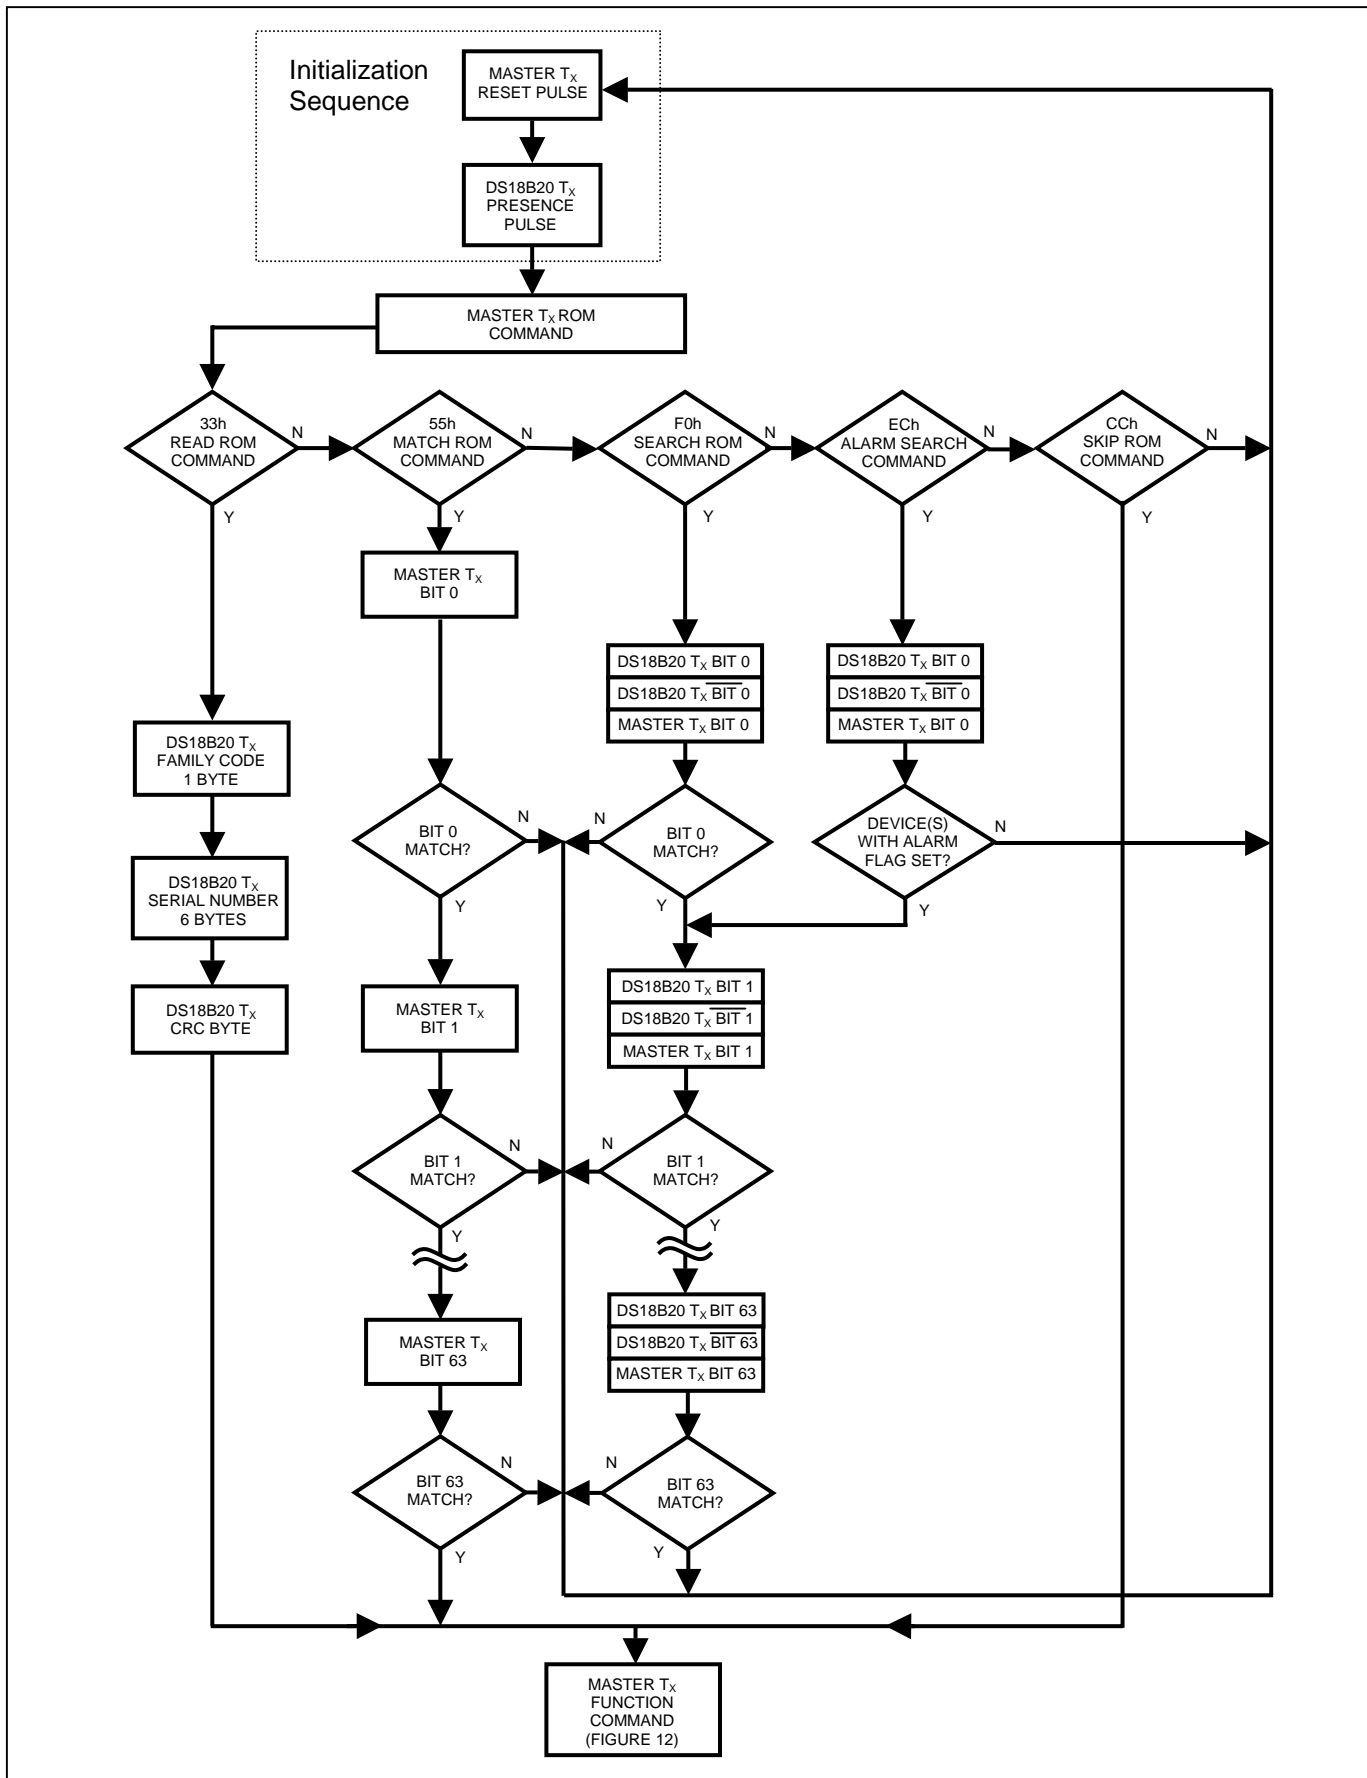 Initialization
Sequence
MASTER TX
RESET PULSE
DS18B20 TX
PRESENCE
PULSE
MASTER TX ROM
COMMAND
33h
READ ROM
COMMAND
N
Y
55h
MATCH ROM
COMMAND
N
Y
F0h
SEARCH ROM
COMMAND
N
Y
ECh
ALARM SEARCH
COMMAND
N
Y
CCh
SKIP ROM
COMMAND
N
Y
MASTER TX
BIT 0
DS18B20 TX BIT 0
DS18B20 TX BIT 0
MASTER TX BIT 0
DS18B20 TX BIT 0
DS18B20 TX BIT 0
MASTER TX BIT 0
DS18B20 TX
FAMILY CODE
1 BYTE
BIT 0
MATCH?
N
Y
N
BIT 0
MATCH?
Y
DEVICE(S)
WITH ALARM
FLAG SET?
N
Y
DS18B20 TX
SERIAL NUMBER
6 BYTES
DS18B20 TX
CRC BYTE
MASTER TX
BIT 1
DS18B20 TX BIT 1
DS18B20 TX BIT 1
MASTER TX BIT 1
BIT 1
MATCH?
N
Y
N
BIT 1
MATCH?
Y
MASTER TX
BIT 63
DS18B20 TX BIT 63
DS18B20 TX BIT 63
MASTER TX BIT 63
BIT 63
MATCH?
N
Y
N
BIT 63
MATCH?
Y
MASTER TX
FUNCTION
COMMAND
(FIGURE 12)